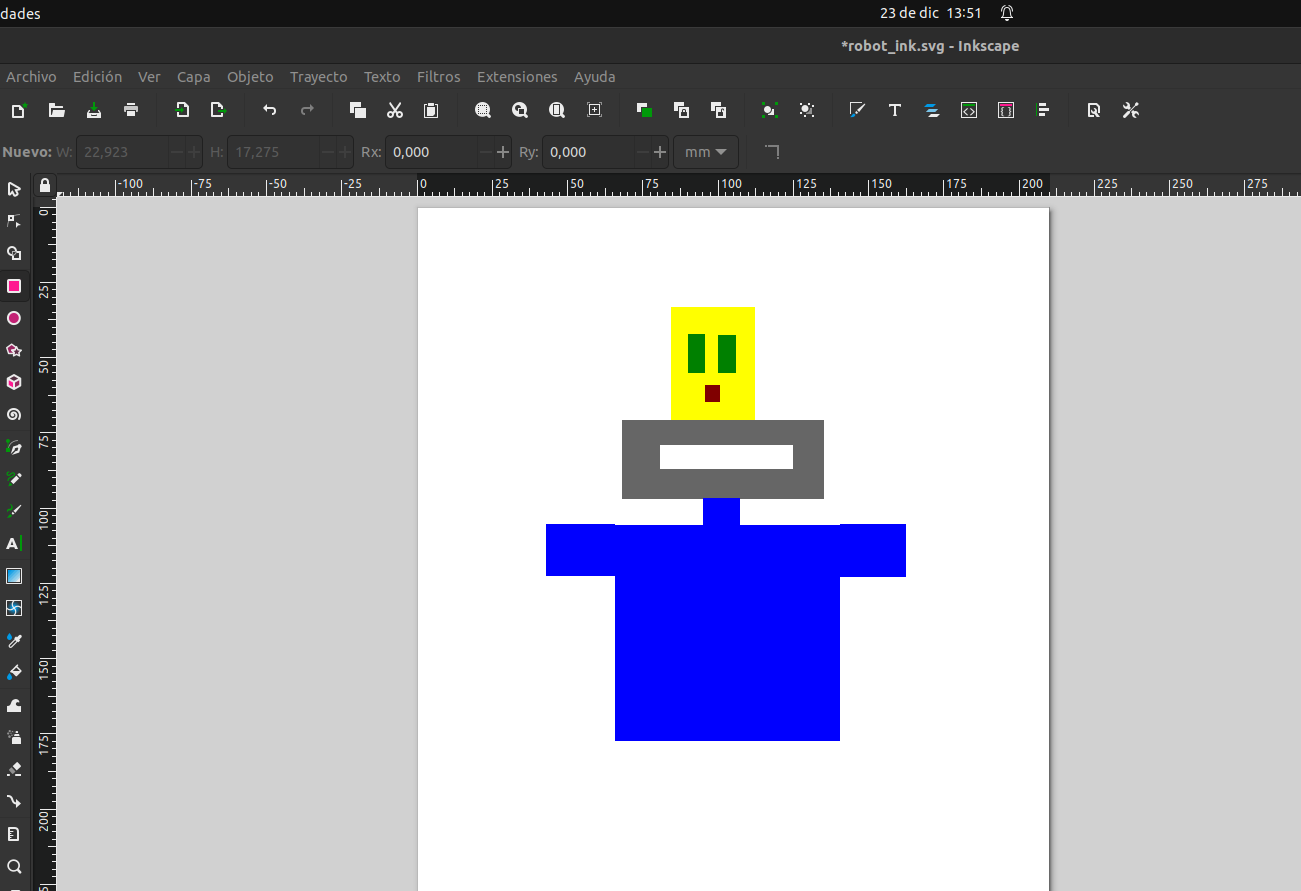 dades
23 de dic 13:51
*robot_ink.svg - Inkscape
Archivo Edición Ver Capa Objeto Trayecto Texto Filtros Extensiones Ayuda
Nuevo: W: 22,923 H: 17,275 Rx: 0,000 Ry: 0,000 mm
-100 -75 -50 -25 0 25 50 75 100 125 150 175 200 225 250 275
0
25
50
75
100
125
150
175
200